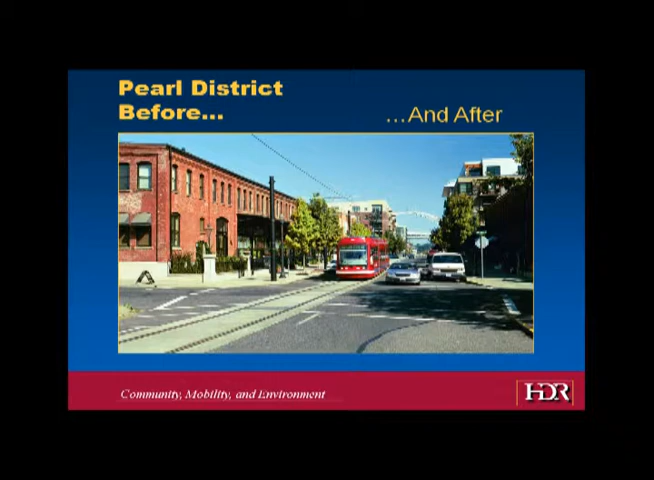 Pearl District
Before...
...And After
Community, Mobility, and Environment
HDR